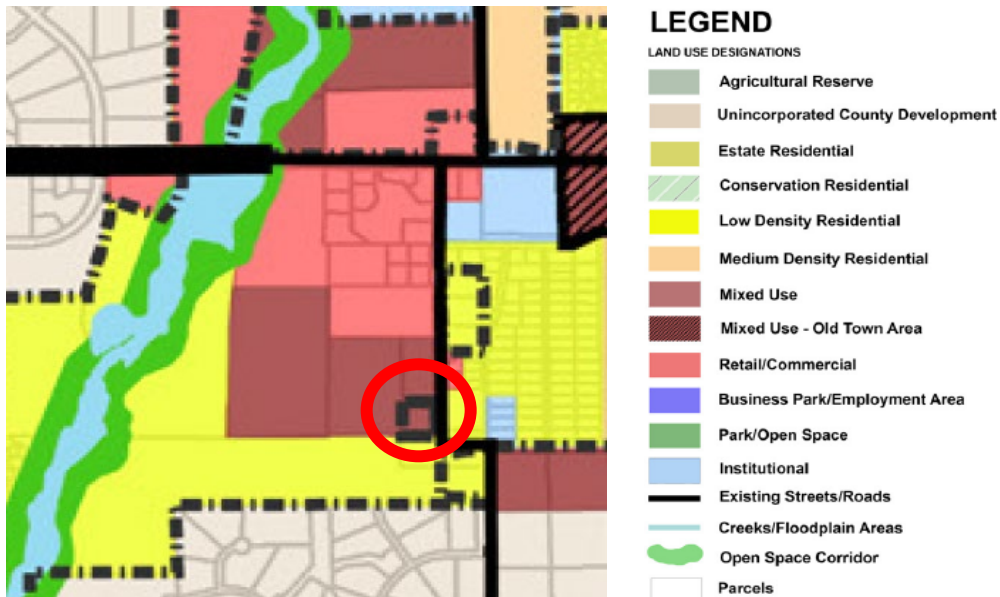 LEGEND
LAND USE DESIGNATIONS
Agricultural Reserve
Unincorporated County Development
Estate Residential
Conservation Residential
Low Density Residential
Medium Density Residential
Mixed Use
Mixed Use - Old Town Area
Retail/Commercial
Business Park/Employment Area
Park/Open Space
Institutional
Existing Streets/Roads
Creeks/Floodplain Areas
Open Space Corridor
Parcels